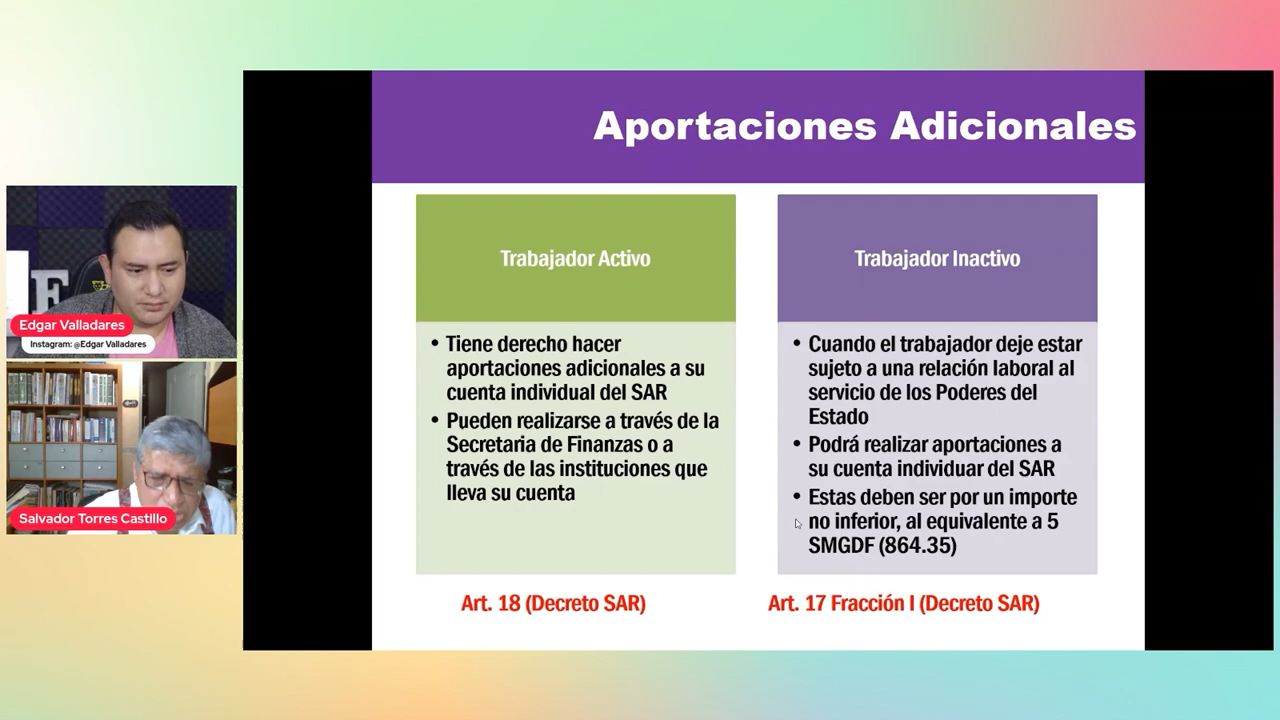 Aportaciones Adicionales
Trabajador Activo
• Tiene derecho hacer
aportaciones adicionales a su
cuenta individual del SAR
• Pueden realizarse a través de la
Secretaria de Finanzas o a
través de las instituciones que
lleva su cuenta
Art. 18 (Decreto SAR)
Trabajador Inactivo
• Cuando el trabajador deje estar
sujeto a una relación laboral al
servicio de los Poderes del
Estado
• Podrá realizar aportaciones a
su cuenta individuar del SAR
• Estas deben ser por un importe
no inferior, al equivalente a 5
SMGDF (864.35)
Art. 17 Fracción I (Decreto SAR)
Edgar Valladares
Instagram: @Edgar Valladares
Salvador Torres Castillo